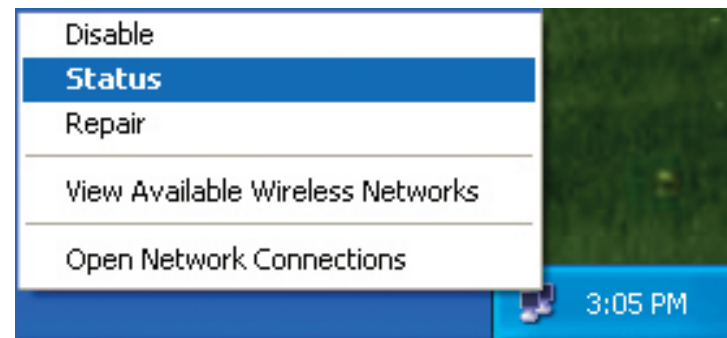 Disable
Status
Repair
View Available Wireless Networks
Open Network Connections
3:05 PM